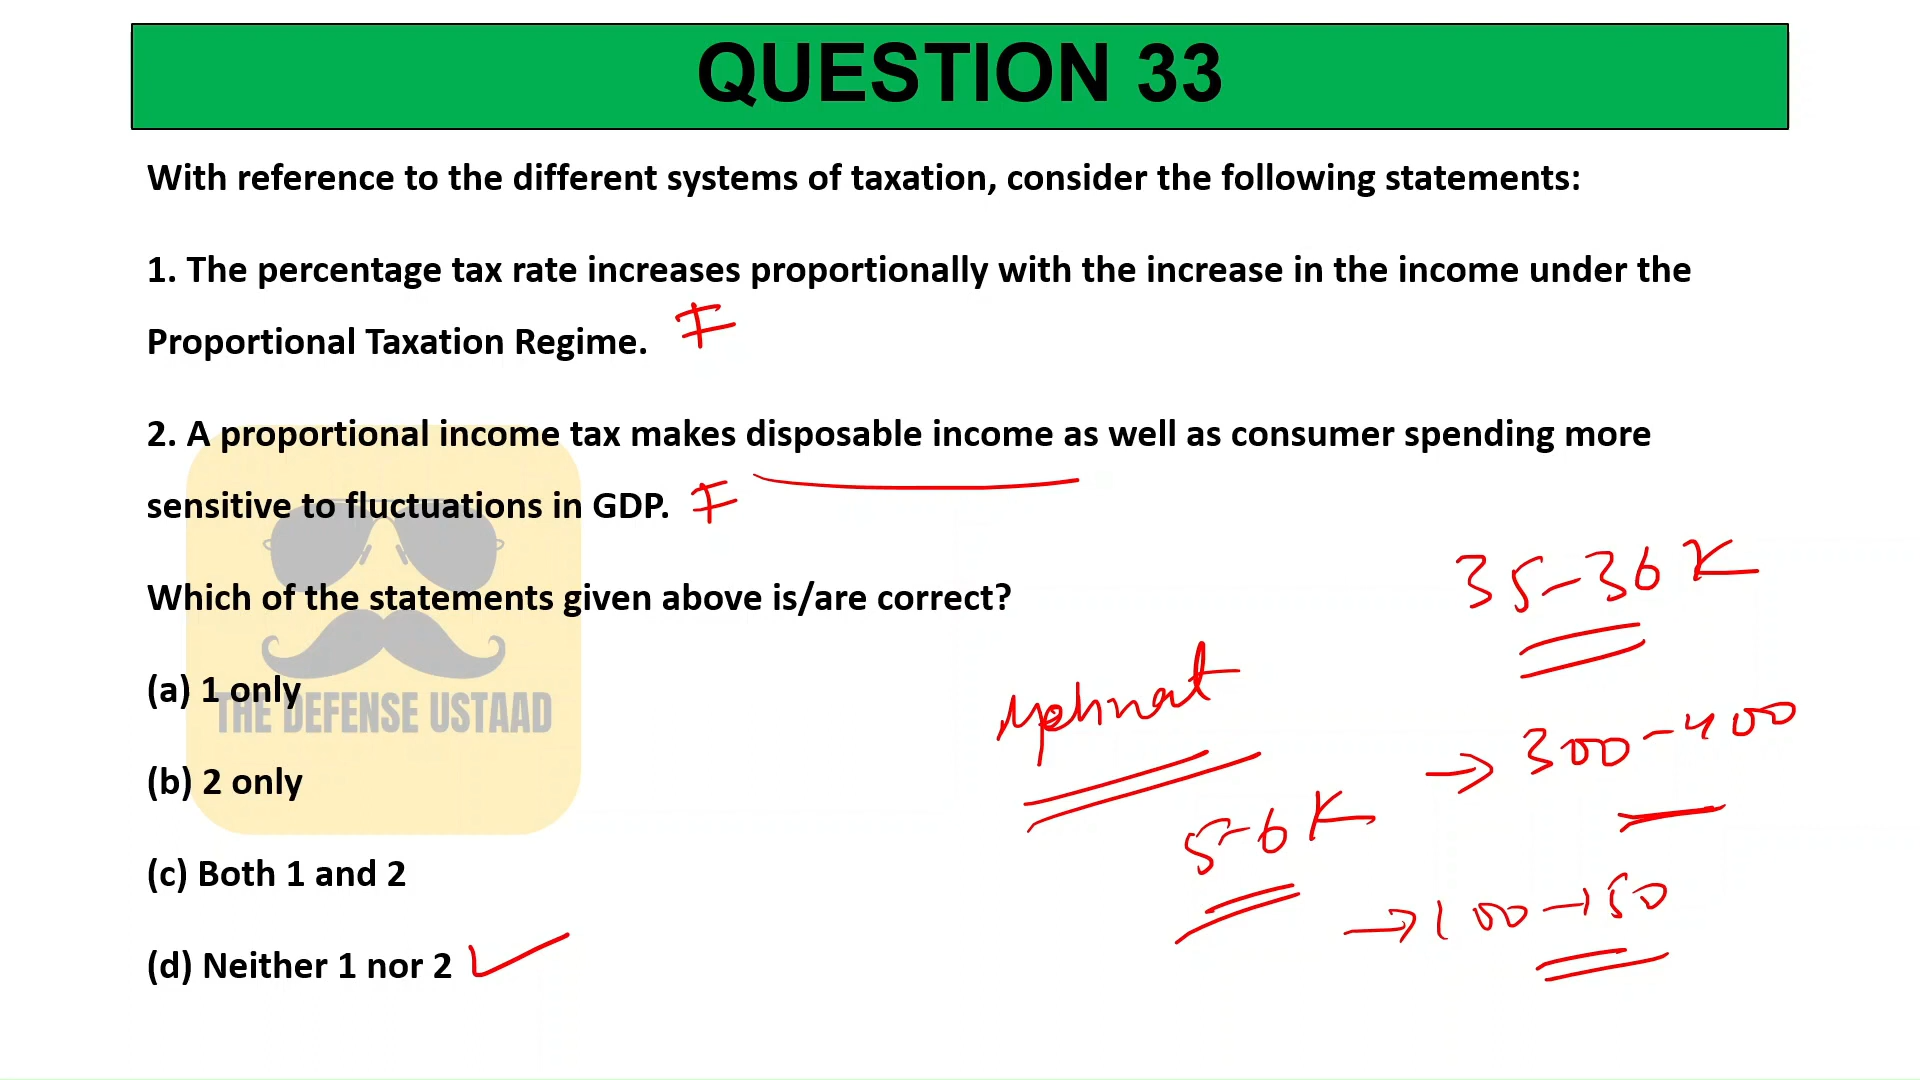 QUESTION 33
With reference to the different systems of taxation, consider the following statements:
1. The percentage tax rate increases proportionally with the increase in the income under the
Proportional Taxation Regime. F
2. A proportional income tax makes disposable income as well as consumer spending more
sensitive to fluctuations in GDP. F
35-36 K
Which of the statements given above is/are correct?
Mehnat
(a) 1 only
THE DEFENSE USTAAD
→ 300-400
(b) 2 only
5-6 K
(c) Both 1 and 2
→ 100-150
(d) Neither 1 nor 2 ✓